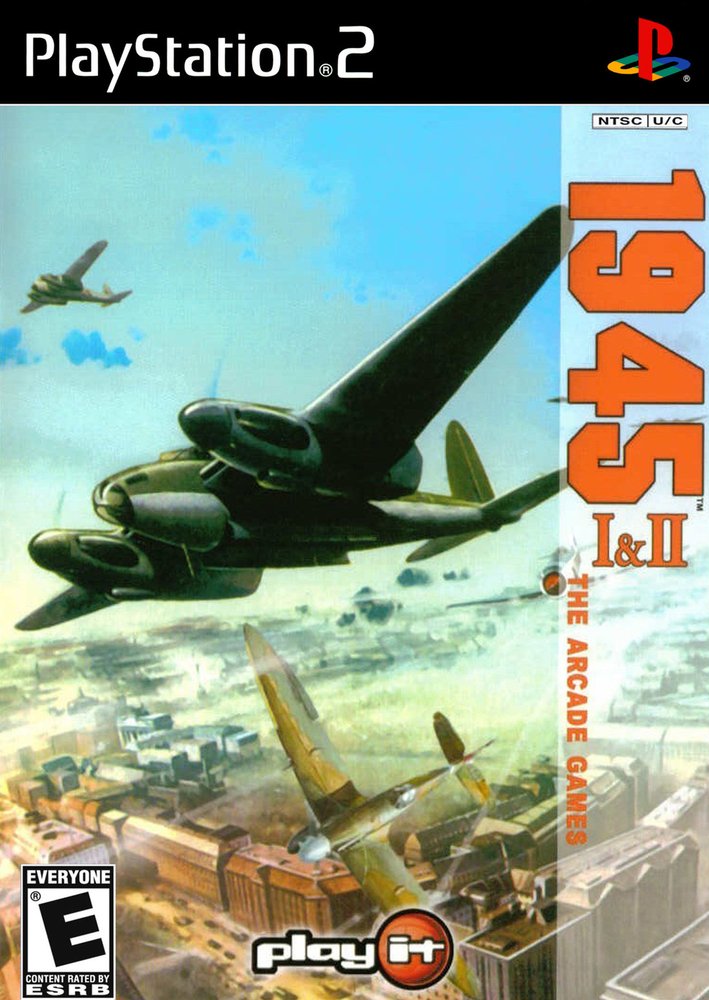 PlayStation®2
NTSC U/C
1945™
I&II
THE ARCADE GAMES
EVERYONE
E®
CONTENT RATED BY
ESRB
play it